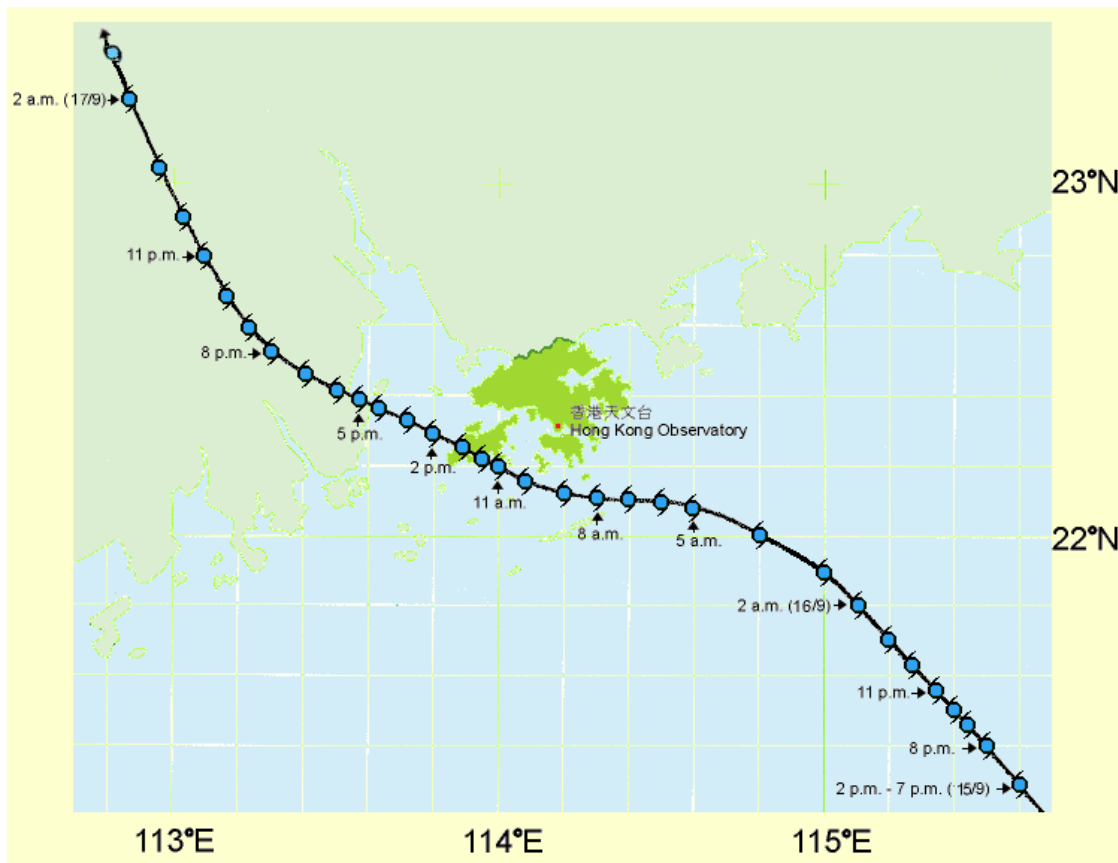 2 a.m. (17/9)
23°N
11 p.m.
8 p.m.
香港天文台
Hong Kong Observatory
5 p.m.
2 p.m.
11 a.m.
8 a.m.
5 a.m.
22°N
2 a.m. (16/9)
11 p.m.
8 p.m.
2 p.m. - 7 p.m. (15/9)
113°E
114°E
115°E